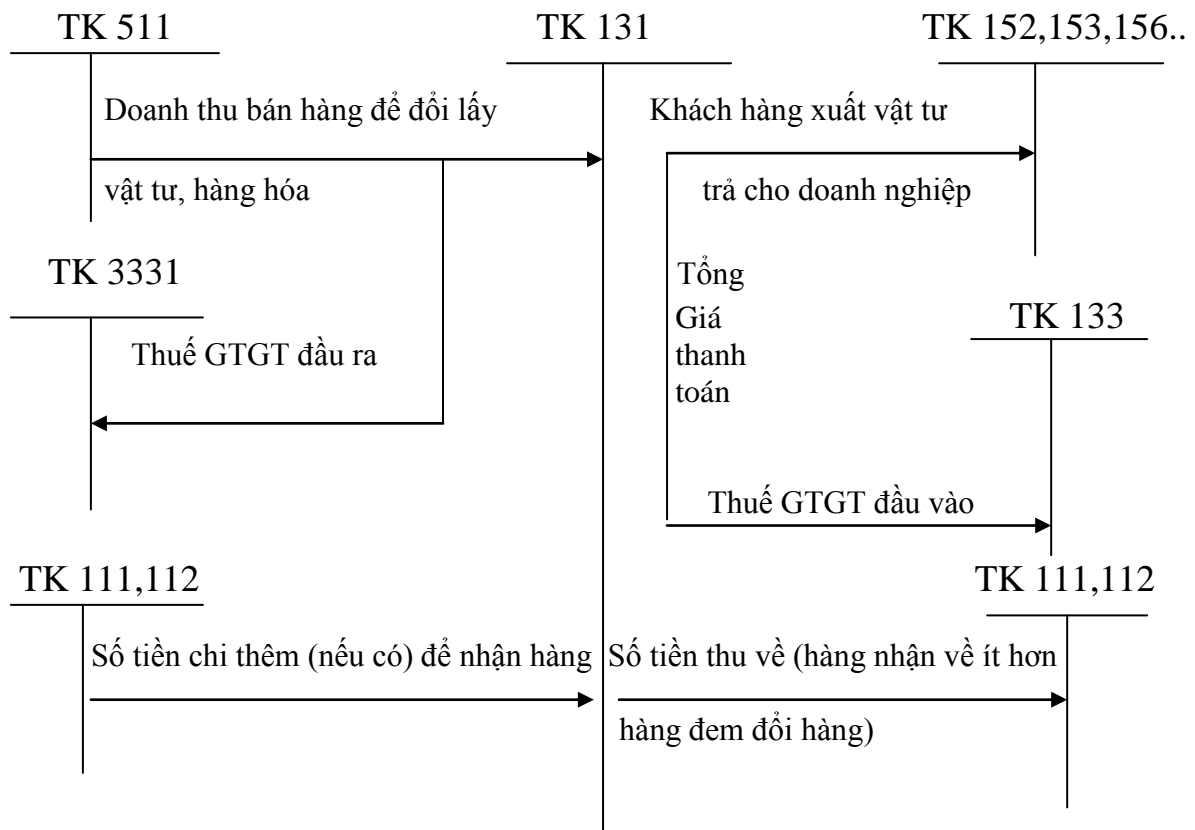 TK 511
TK 131
TK 152,153,156..
Doanh thu bán hàng để đổi lấy
vật tư, hàng hóa
Khách hàng xuất vật tư
trả cho doanh nghiệp
TK 3331
Thuế GTGT đầu ra
Tổng
Giá
thanh
toán
TK 133
Thuế GTGT đầu vào
TK 111,112
Số tiền chi thêm (nếu có) để nhận hàng
TK 111,112
Số tiền thu về (hàng nhận về ít hơn
hàng đem đổi hàng)